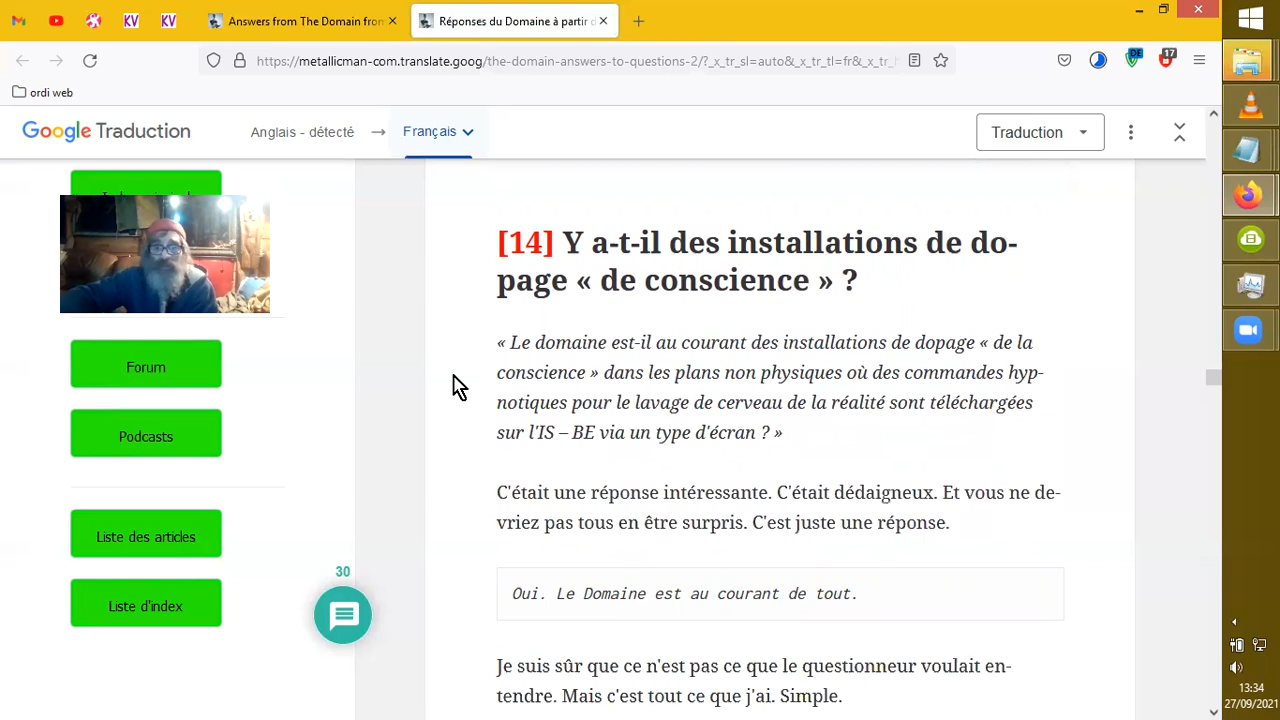 KV
KV
Answers from The Domain fron
Réponses du Domaine à partir d
https://metallicman-com.translate.goog/the-domain-answers-to-questions-2/?_x_tr_sl=auto&_x_tr_tl=fr&_x_tr_h
DE
17
ordi web
Google Traduction
Anglais - détecté
Français
Traduction
[14] Y a-t-il des installations de do-
page « de conscience » ?
« Le domaine est-il au courant des installations de dopage « de la
conscience » dans les plans non physiques où des commandes hyp-
notiques pour le lavage de cerveau de la réalité sont téléchargées
sur l'IS – BE via un type d'écran ? »
C'était une réponse intéressante. C'était dédaigneux. Et vous ne de-
vriez pas tous en être surpris. C'est juste une réponse.
Oui. Le Domaine est au courant de tout.
Je suis sûr que ce n'est pas ce que le questionneur voulait en-
tendre. Mais c'est tout ce que j'ai. Simple.
Forum
Podcasts
Liste des articles
Liste d'index
30
13:34
27/09/2021